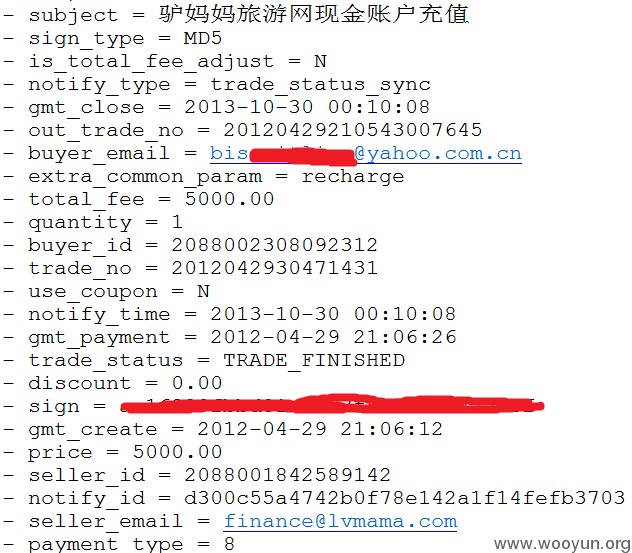 - subject = 驴妈妈旅游网现金账户充值
- sign_type = MD5
- is_total_fee_adjust = N
- notify_type = trade_status_sync
- gmt_close = 2013-10-30 00:10:08
- out_trade_no = 20120429210543007645
- buyer_email = bis @yahoo.com.cn
- extra_common_param = recharge
- total_fee = 5000.00
- quantity = 1
- buyer_id = 2088002308092312
- trade_no = 2012042930471431
- use_coupon = N
- notify_time = 2013-10-30 00:10:08
- gmt_payment = 2012-04-29 21:06:26
- trade_status = TRADE_FINISHED
- discount = 0.00
- sign =
- gmt_create = 2012-04-29 21:06:12
- price = 5000.00
- seller_id = 2088001842589142
- notify_id = d300c55a4742b0f78e142a1f14fefb3703
- seller_email = finance@lvmama.com
- payment_type = 8
www.wooyun.org